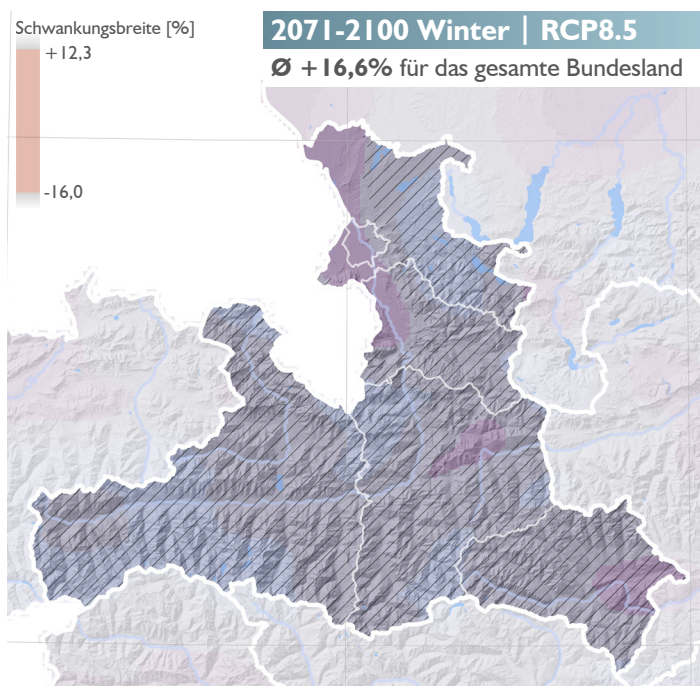 Schwankungsbreite [%]
+12,3
-16,0
2071-2100 Winter | RCP8.5
Ø +16,6% für das gesamte Bundesland